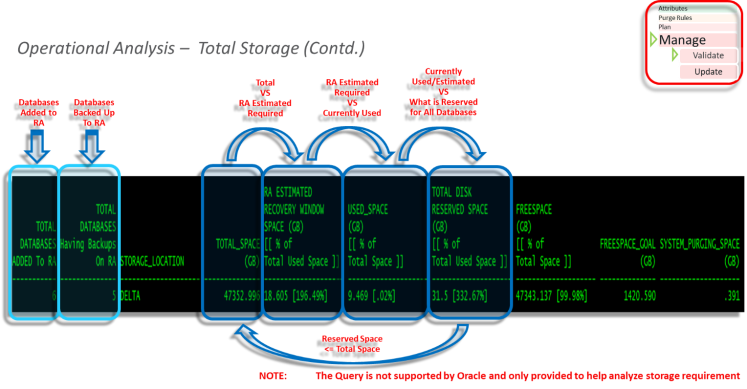 Attributes
Purge Rules
Plan
Manage
Validate
Update
Operational Analysis – Total Storage (Contd.)
Databases
Added to
RA
Databases
Backed Up
To RA
Total
VS
RA Estimated
Required
RA Estimated
Required
VS
Currently Used
Currently
Used/Estimated
VS
What is Reserved
for All Databases
TOTAL
DATABASES
ADDED To RA
TOTAL
DATABASES
Having Backups
On RA
STORAGE_LOCATION
TOTAL_SPACE
(GB)
RA ESTIMATED
RECOVERY WINDOW
SPACE (GB)
[[ % of
Total Used Space ]]
USED_SPACE
(GB)
[[ % of
Total Space ]]
TOTAL DISK
RESERVED SPACE
(GB)
[[ % of
Total Used Space ]]
FREESPACE
(GB)
[[ % of
Total Space ]]
FREESPACE_GOAL
(GB)
SYSTEM_PURGING_SPACE
(GB)
6 5 DELTA 47352.996 18.605 [196.49%] 9.469 [.02%] 31.5 [332.67%] 47343.137 [99.98%] 1420.590 .391
Reserved Space
<= Total Space
NOTE: The Query is not supported by Oracle and only provided to help analyze storage requirement